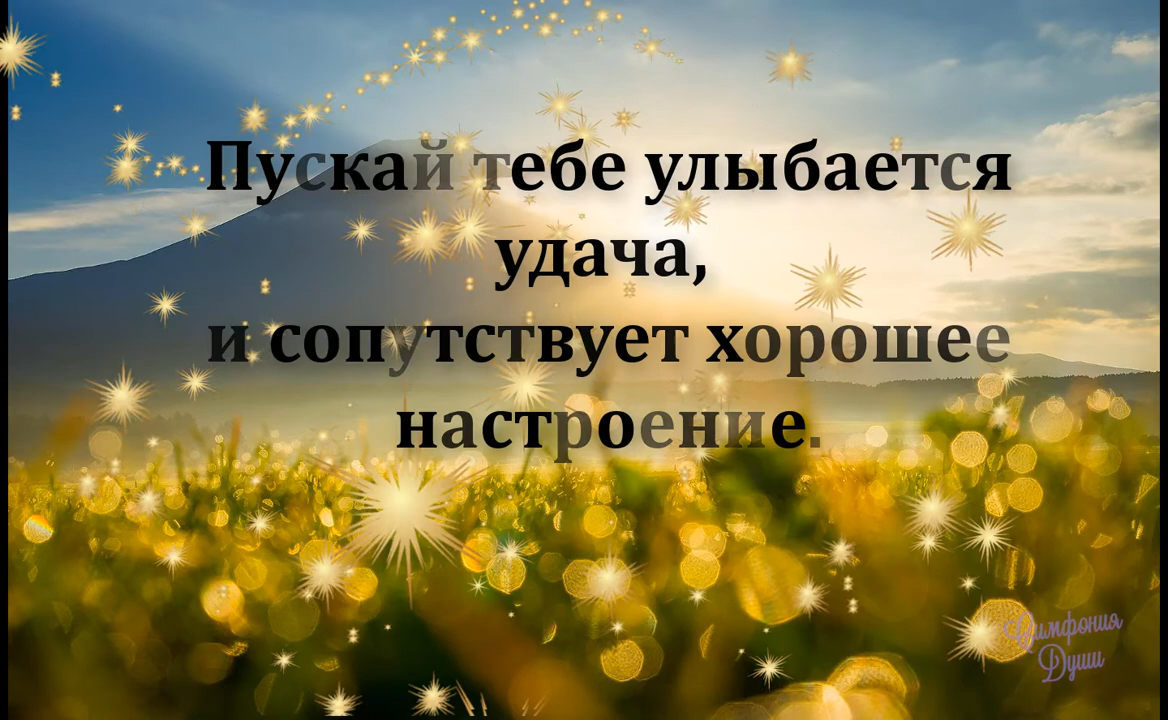 Пускай тебе улыбается
удача,
и сопутствует хорошее
настроение.
Симфония
Души